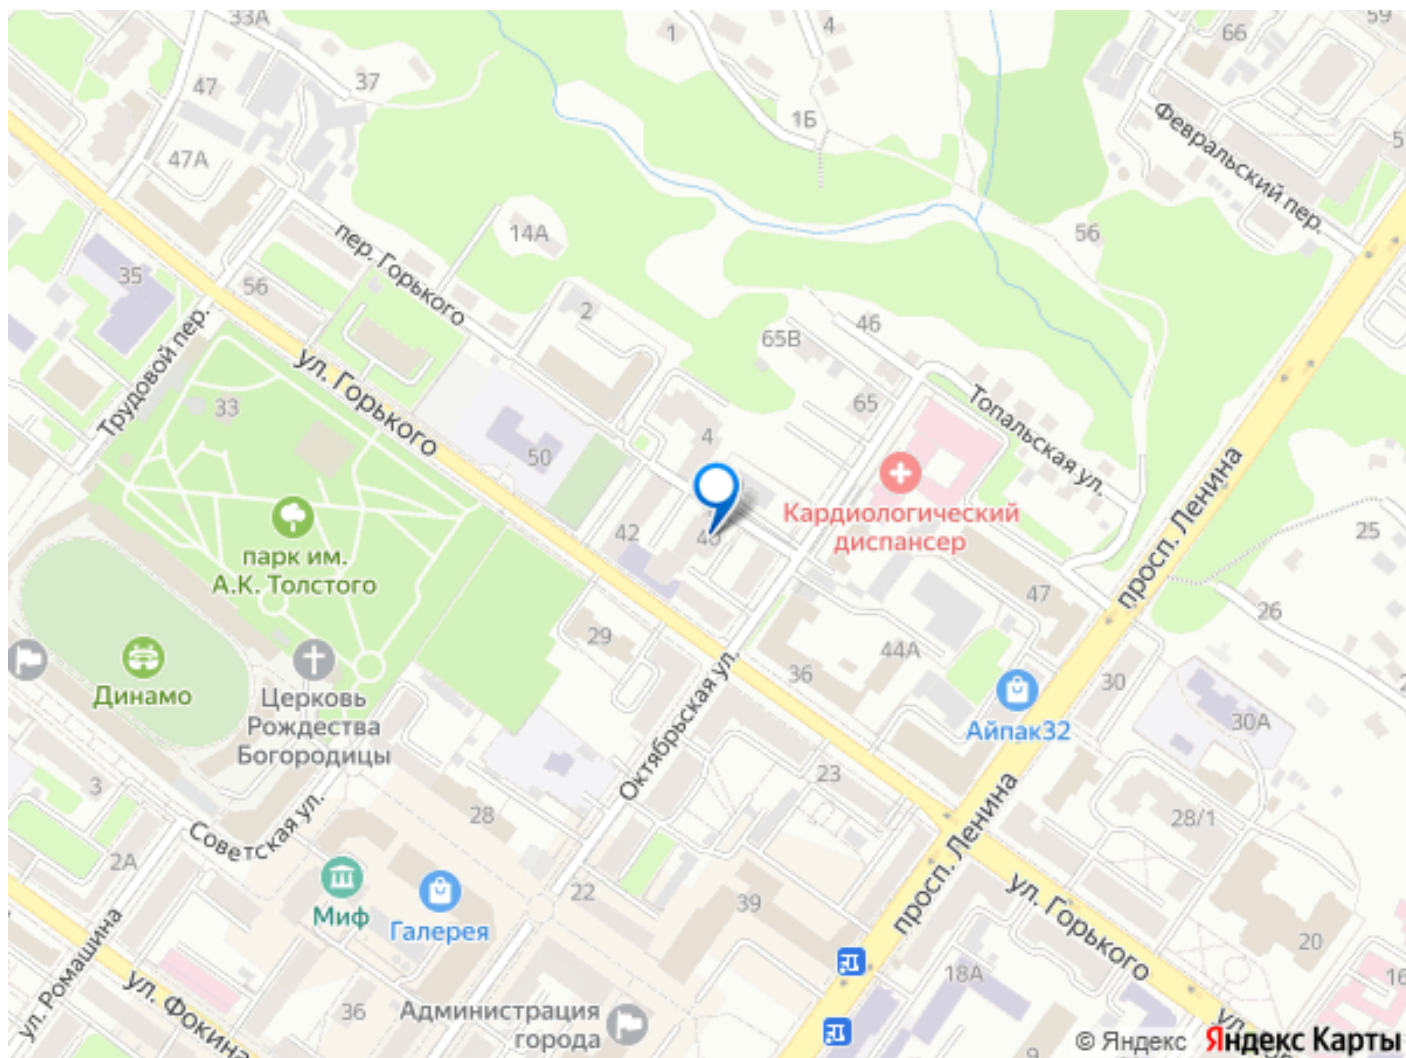 33А
1
4
59
66
47
37
1Б
Февральский пер.
47А
14А
56
пер. Горького
35
56
2
65В
46
Трудовой пер.
ул. Горького
Топальская ул.
33
65
4
50
Кардиологический
диспансер
просп. Ленина
25
парк им.
А.К. Толстого
42
40
47
26
29
44А
36
30
Динамо
Церковь
Рождества
Богородицы
Октябрьская ул.
Айпак32
30А
3
23
28
Советская ул.
28/1
просп. Ленина
2А
Миф
Галерея
22
39
ул. Горького
20
ул. Ромашина
ул. Фокина
18А
16
36
Администрация
города
9
ул.
© Яндекс Яндекс Карты